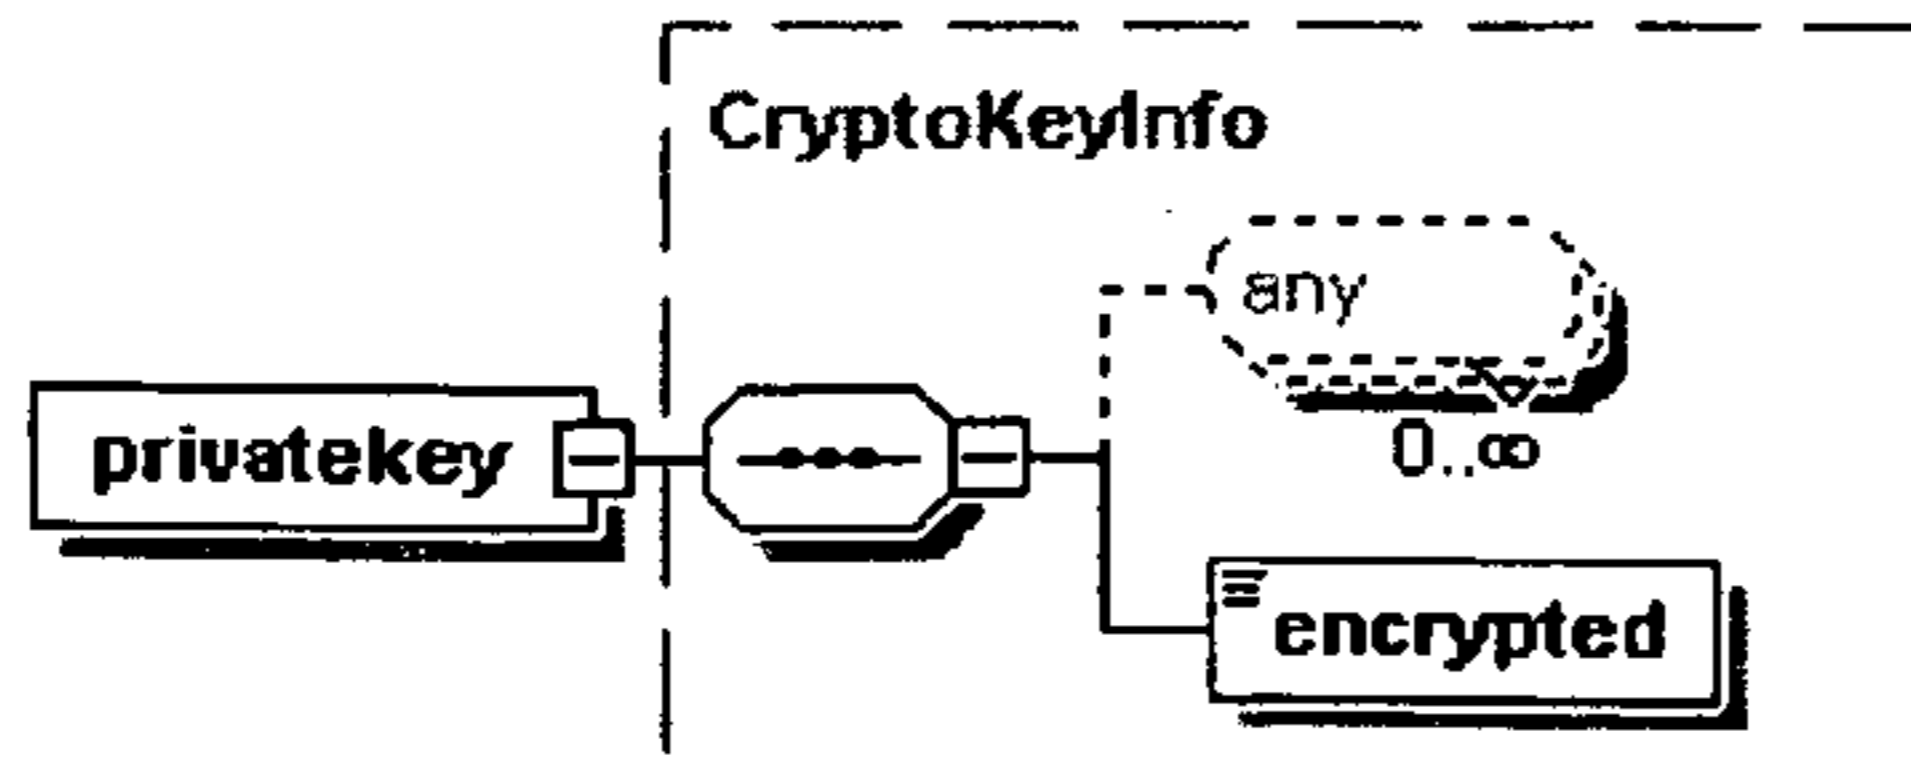 CryptoKeyInfo
any
0..∞
privatekey
encrypted